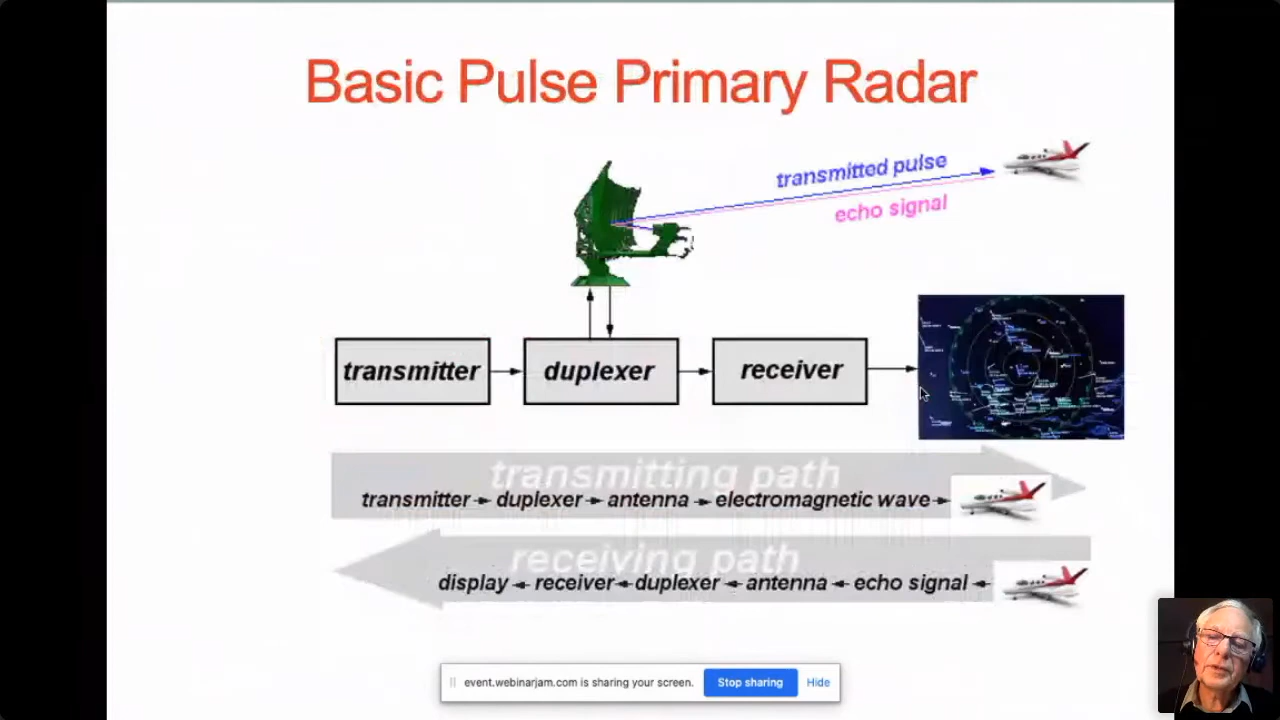 Basic Pulse Primary Radar
transmitted pulse
echo signal
transmitter
duplexer
receiver
transmitting path
transmitter duplexer antenna electromagnetic wave
receiving path
display receiver duplexer antenna echo signal
event.webinarjam.com is sharing your screen. Stop sharing Hide